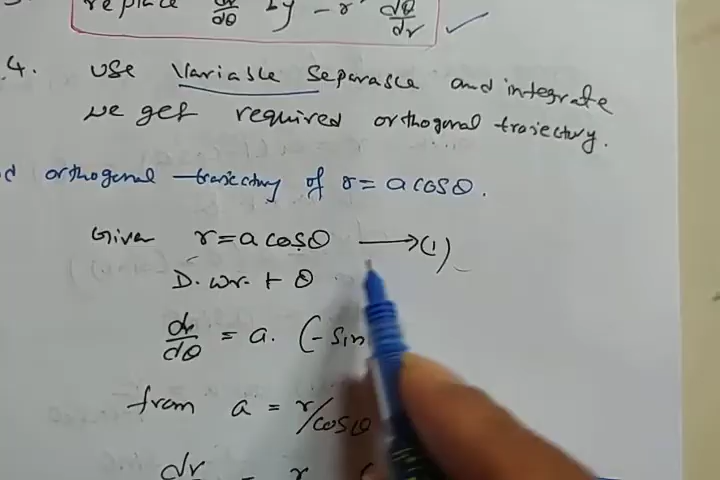 replace dr/dθ by - r² dθ/dr
4. use Variable Separable and integrate
we get required orthogonal trajectory.
orthogonal trajectory of r = a cosθ.
Given r = a cosθ → (1)
D. w.r.t θ
dr/dθ = a. (- sin
from a = r/cosθ
dr = r (